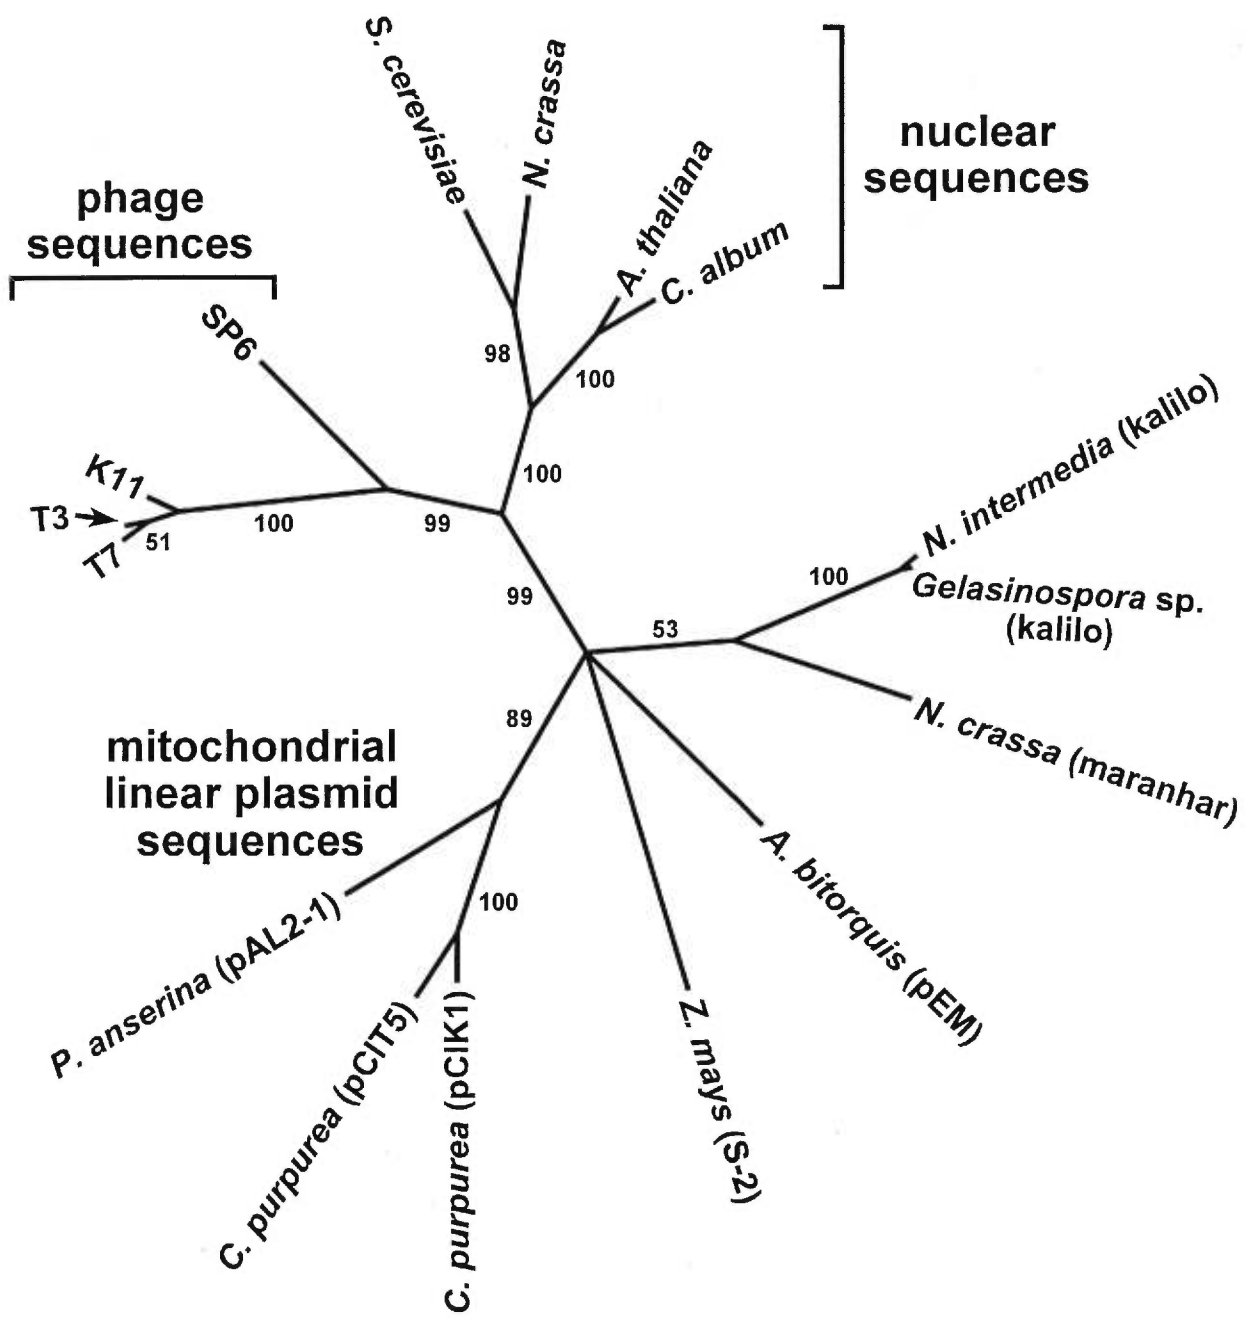 S. cerevisiae
N. crassa
A. thaliana
C. album
nuclear
sequences
phage
sequences
SP6
K11
T3
T7
98
100
100
100
99
51
99
N. intermedia (kalilo)
100
Gelasinospora sp.
(kalilo)
53
N. crassa (maranhar)
89
mitochondrial
linear plasmid
sequences
A. bitorquis (pEM)
100
P. anserina (pAL2-1)
C. purpurea (pClT5)
C. purpurea (pClK1)
Z. mays (S-2)